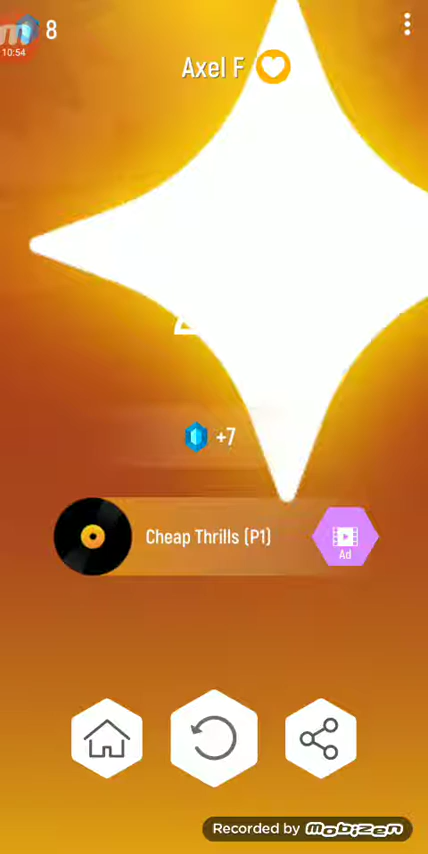 8
10:54
Axel F
+7
Cheap Thrills (P1)
Ad
Recorded by mobizen